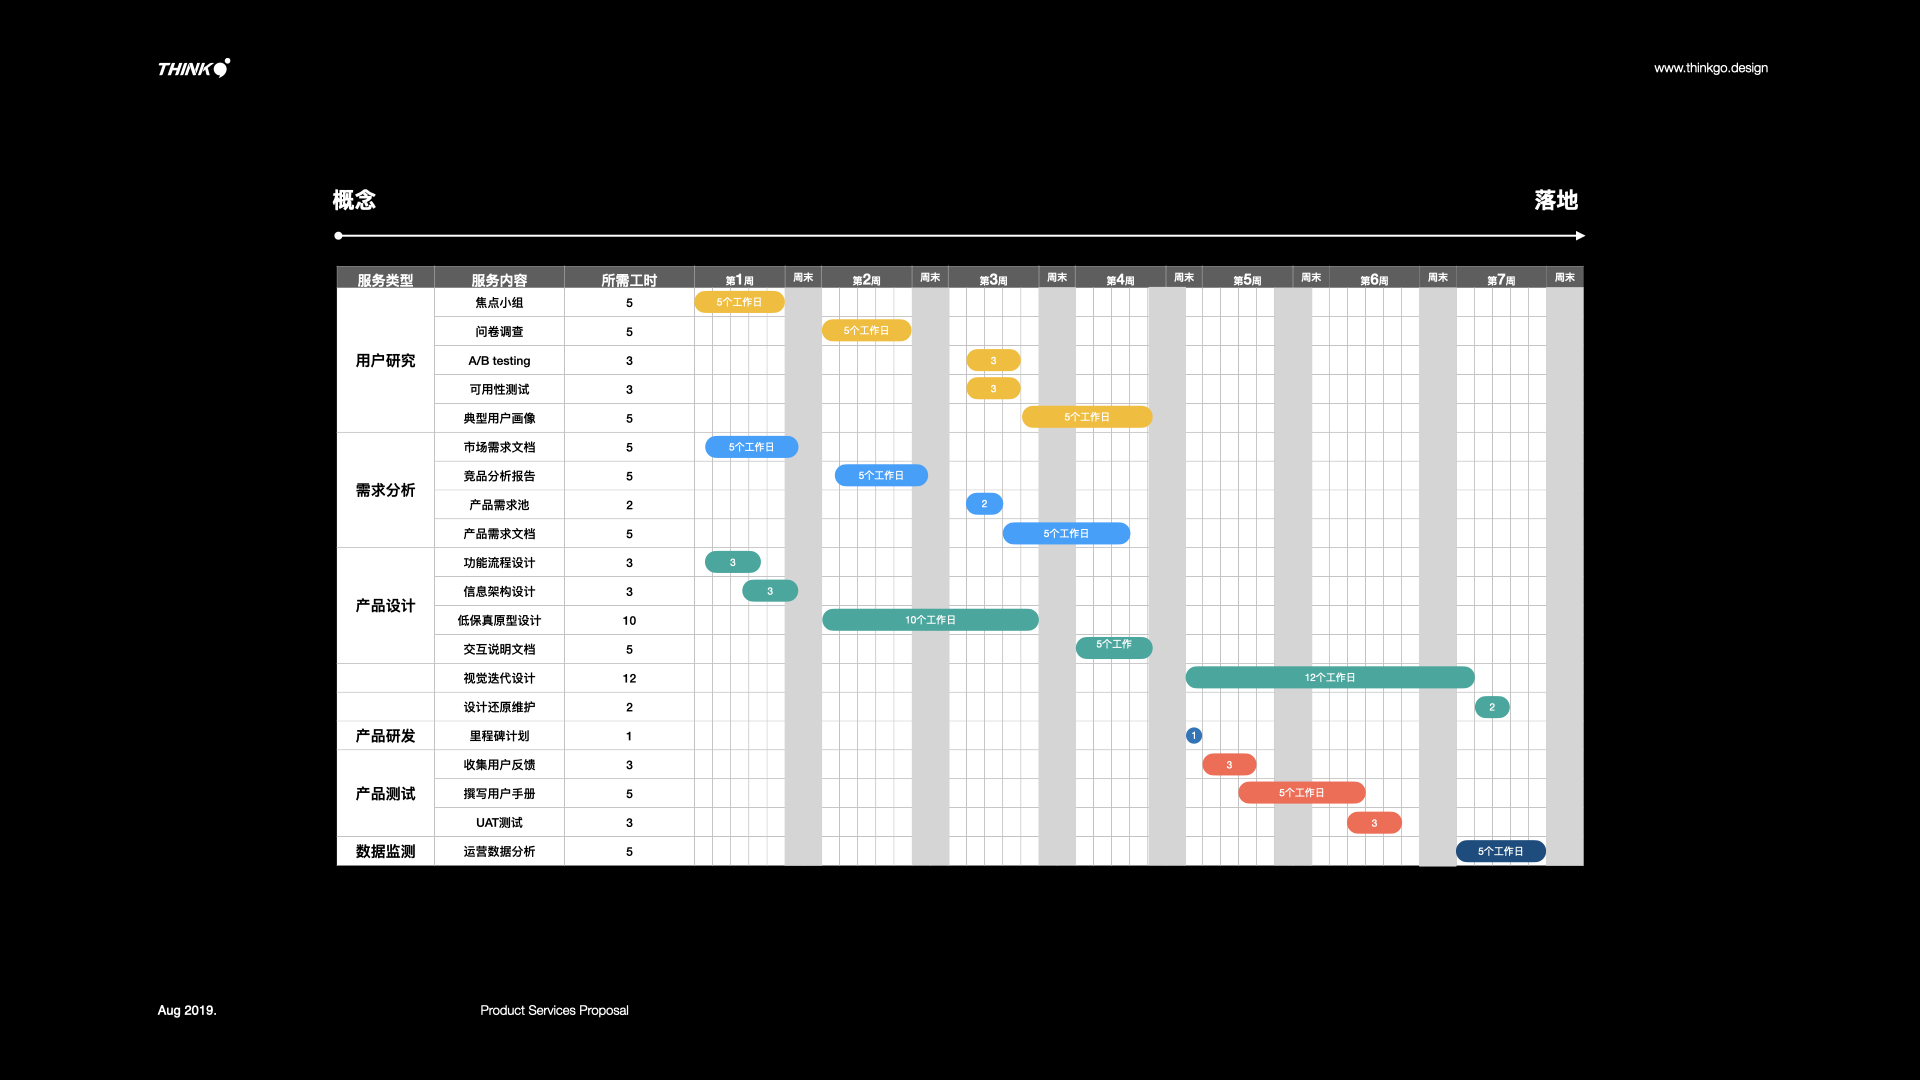 THINK
www.thinkgo.design
概念
落地
服务类型 服务内容 所需工时 第1周 周末 第2周 周末 第3周 周末 第4周 周末 第5周 周末 第6周 周末 第7周 周末
用户研究
焦点小组 5 5个工作日
问卷调查 5 5个工作日
A/B testing 3 3
可用性测试 3 3
典型用户画像 5 5个工作日
需求分析
市场需求文档 5 5个工作日
竞品分析报告 5 5个工作日
产品需求池 2 2
产品需求文档 5 5个工作日
产品设计
功能流程设计 3 3
信息架构设计 3 3
低保真原型设计 10 10个工作日
交互说明文档 5 5个工作
视觉迭代设计 12 12个工作日
设计还原维护 2 2
产品研发 里程碑计划 1 1
产品测试
收集用户反馈 3 3
撰写用户手册 5 5个工作日
UAT测试 3 3
数据监测 运营数据分析 5 5个工作日
Aug 2019.
Product Services Proposal